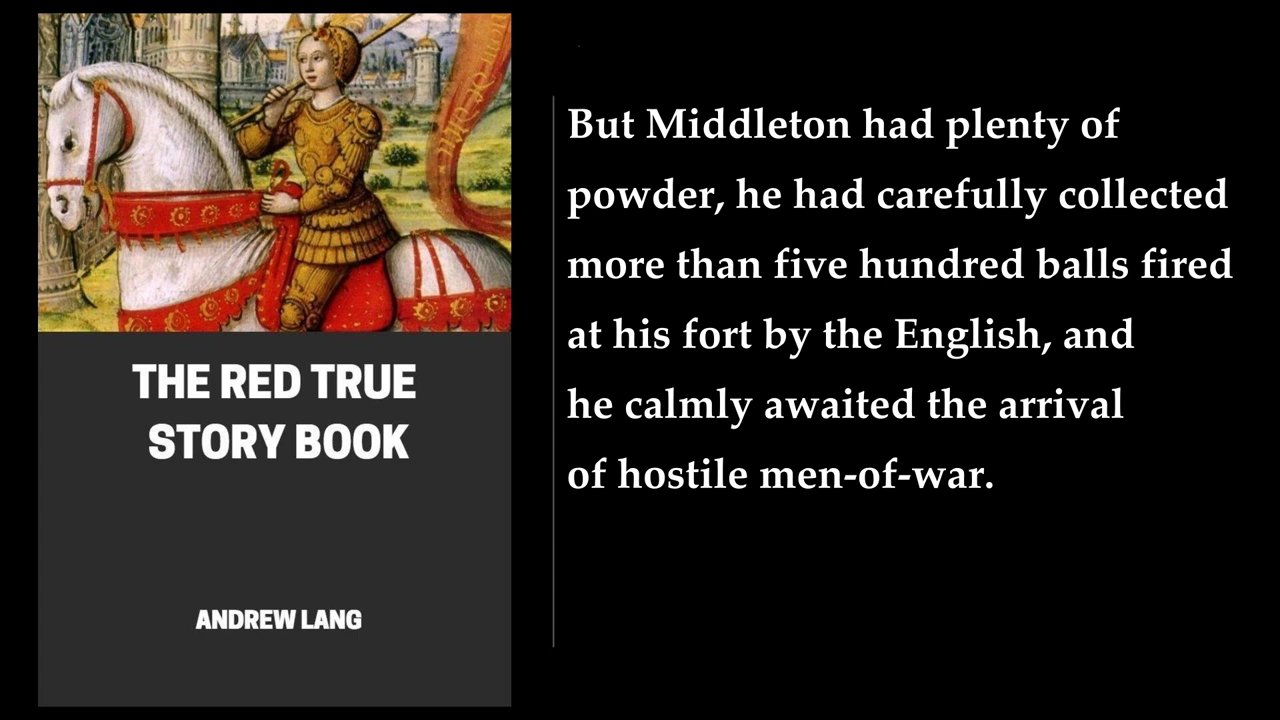 THE RED TRUE
STORY BOOK
ANDREW LANG
But Middleton had plenty of
powder, he had carefully collected
more than five hundred balls fired
at his fort by the English, and
he calmly awaited the arrival
of hostile men-of-war.